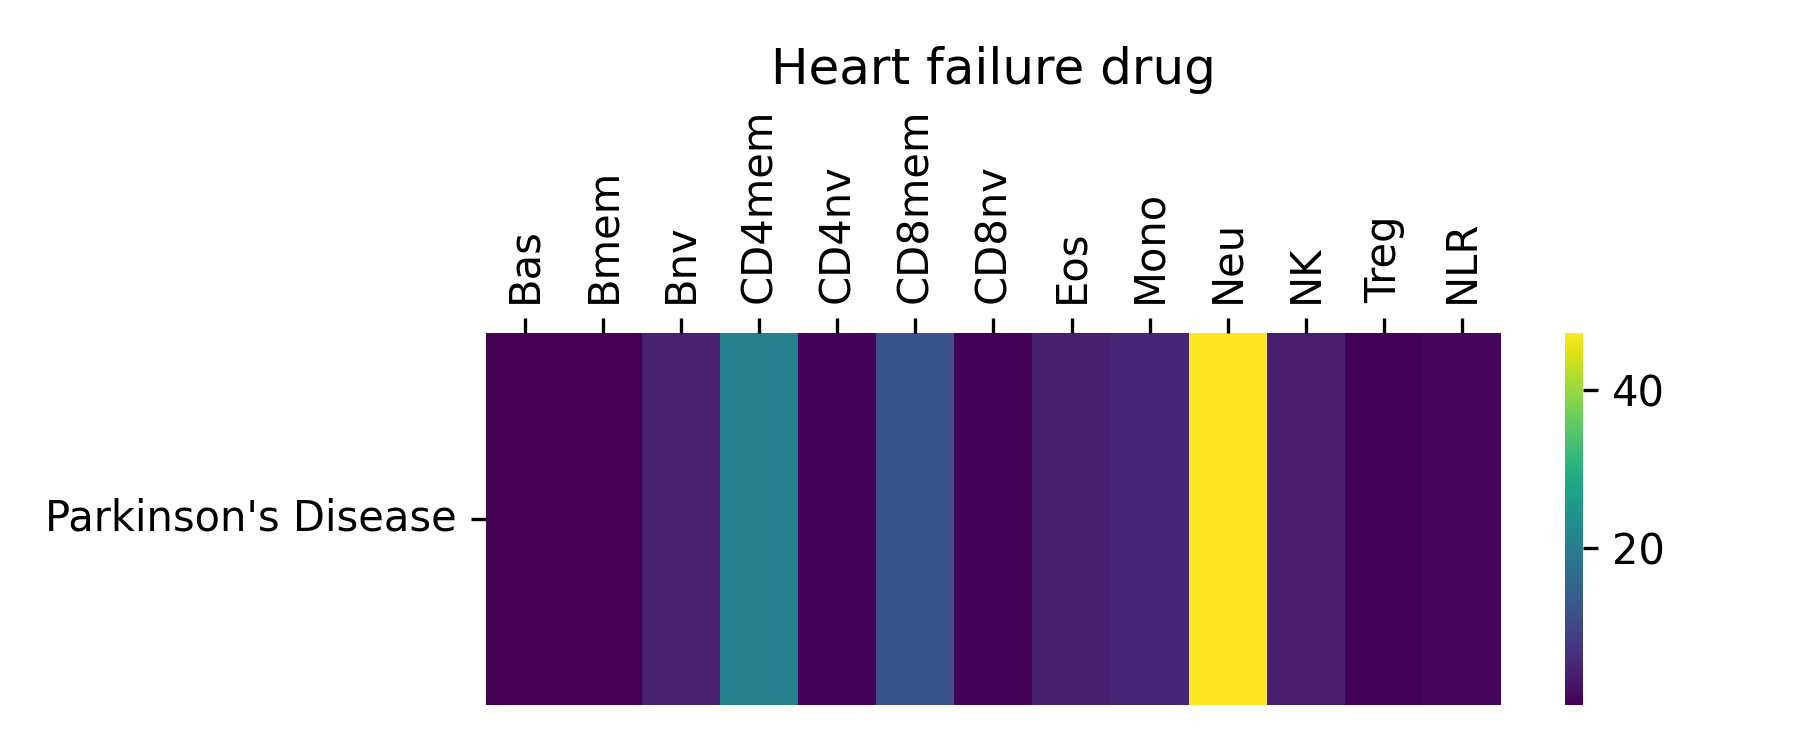 Heart failure drug
Bas
Bmem
Bnv
CD4mem
CD4nv
CD8mem
CD8nv
Eos
Mono
Neu
NK
Treg
NLR
Parkinson's Disease
40
20